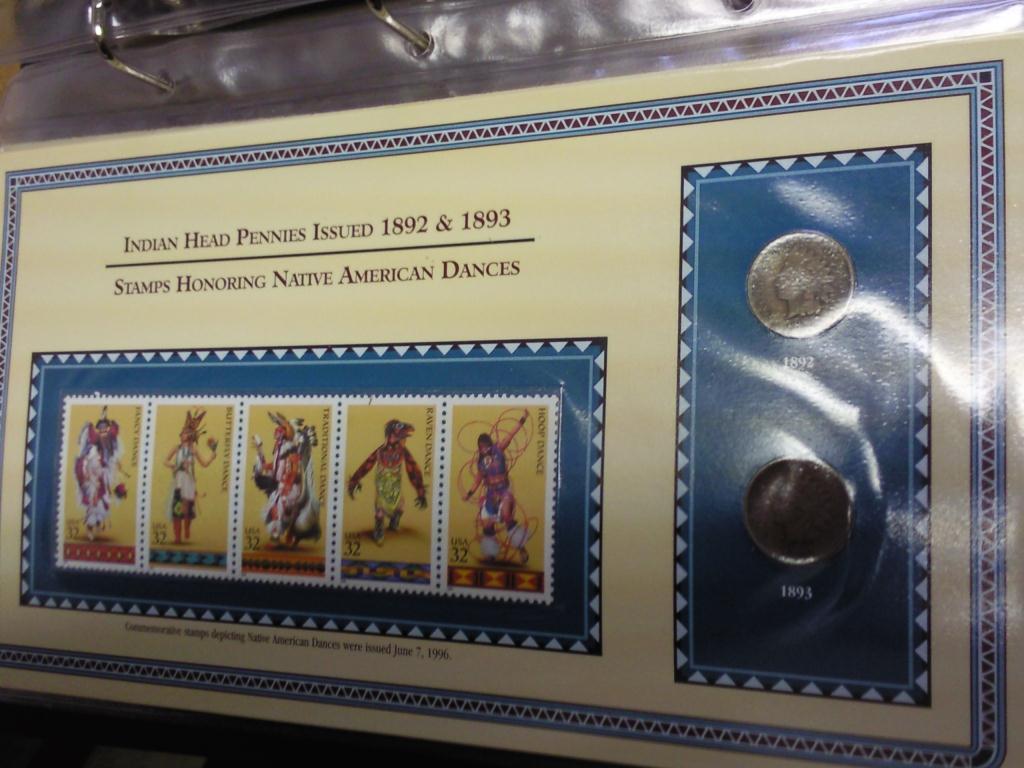 INDIAN HEAD PENNIES ISSUED 1892 & 1893
STAMPS HONORING NATIVE AMERICAN DANCES
FANCY DANCE
USA
32
BUTTERFLY DANCE
USA
32
TRADITIONAL DANCE
USA
32
RAVEN DANCE
USA
32
HOOP DANCE
USA
32
Commemorative stamps depicting Native American Dances were issued June 7, 1996.
1892
1893